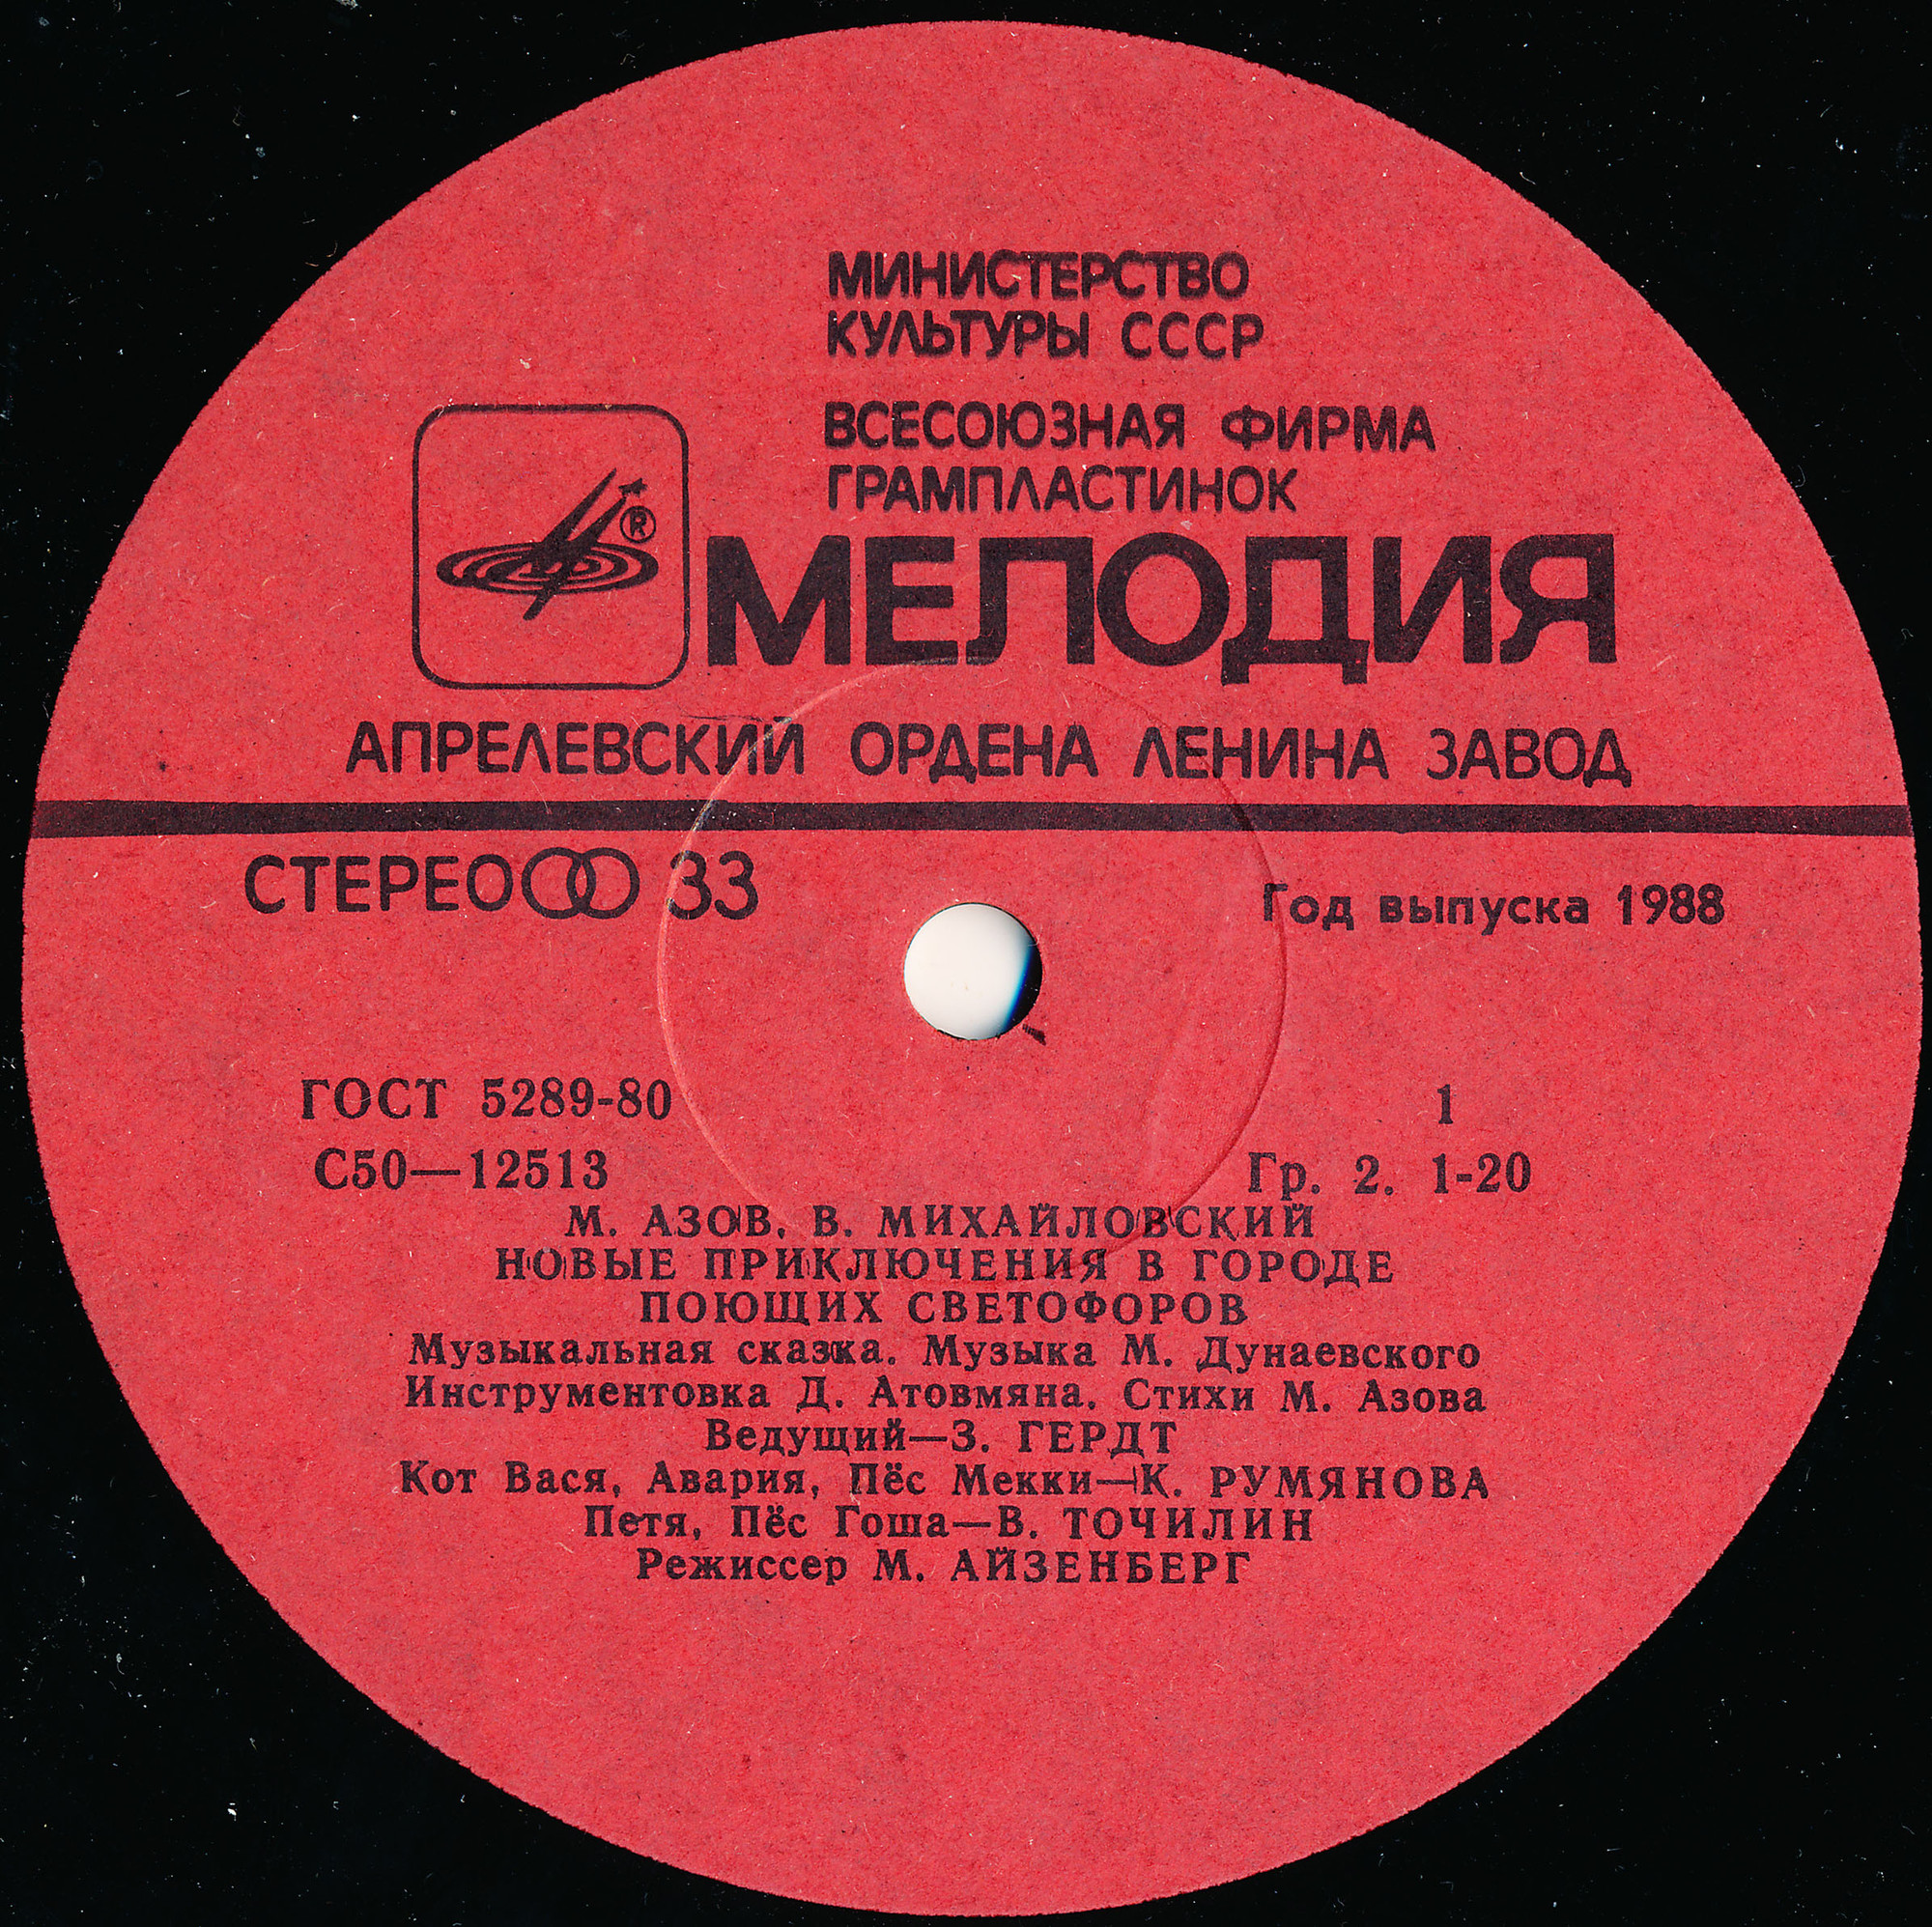 МИНИСТЕРСТВО
КУЛЬТУРЫ СССР
ВСЕСОЮЗНАЯ ФИРМА
ГРАМПЛАСТИНОК
®
МЕЛОДИЯ
АПРЕЛЕВСКИЙ ОРДЕНА ЛЕНИНА ЗАВОД
СТЕРЕО 33
Год выпуска 1988
ГОСТ 5289-80
1
С50—12513
Гр. 2. 1-20
М. АЗОВ, В. МИХАЙЛОВСКИЙ
НОВЫЕ ПРИКЛЮЧЕНИЯ В ГОРОДЕ
ПОЮЩИХ СВЕТОФОРОВ
Музыкальная сказка. Музыка М. Дунаевского
Инструментовка Д. Атовмяна. Стихи М. Азова
Ведущий—З. ГЕРДТ
Кот Вася, Авария, Пёс Мекки—К. РУМЯНОВА
Петя, Пёс Гоша—В. ТОЧИЛИН
Режиссер М. АЙЗЕНБЕРГ